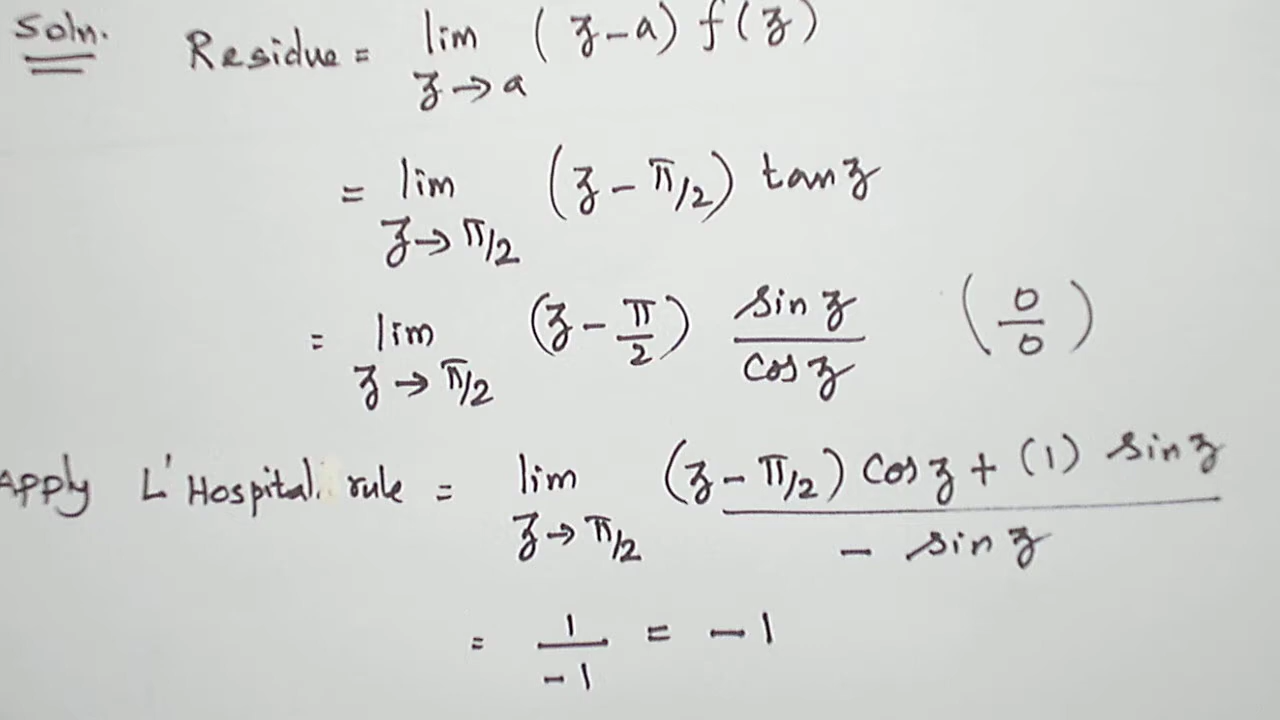 Soln. Residue = lim (z-a) f(z)
z→a
= lim (z - π/2) tan z
z→π/2
= lim (z - π/2) sin z / cos z (0/0)
z→π/2
Apply L'Hospital. rule = lim (z - π/2) cos z + (1) sin z / - sin z
z→π/2
= 1/-1 = -1